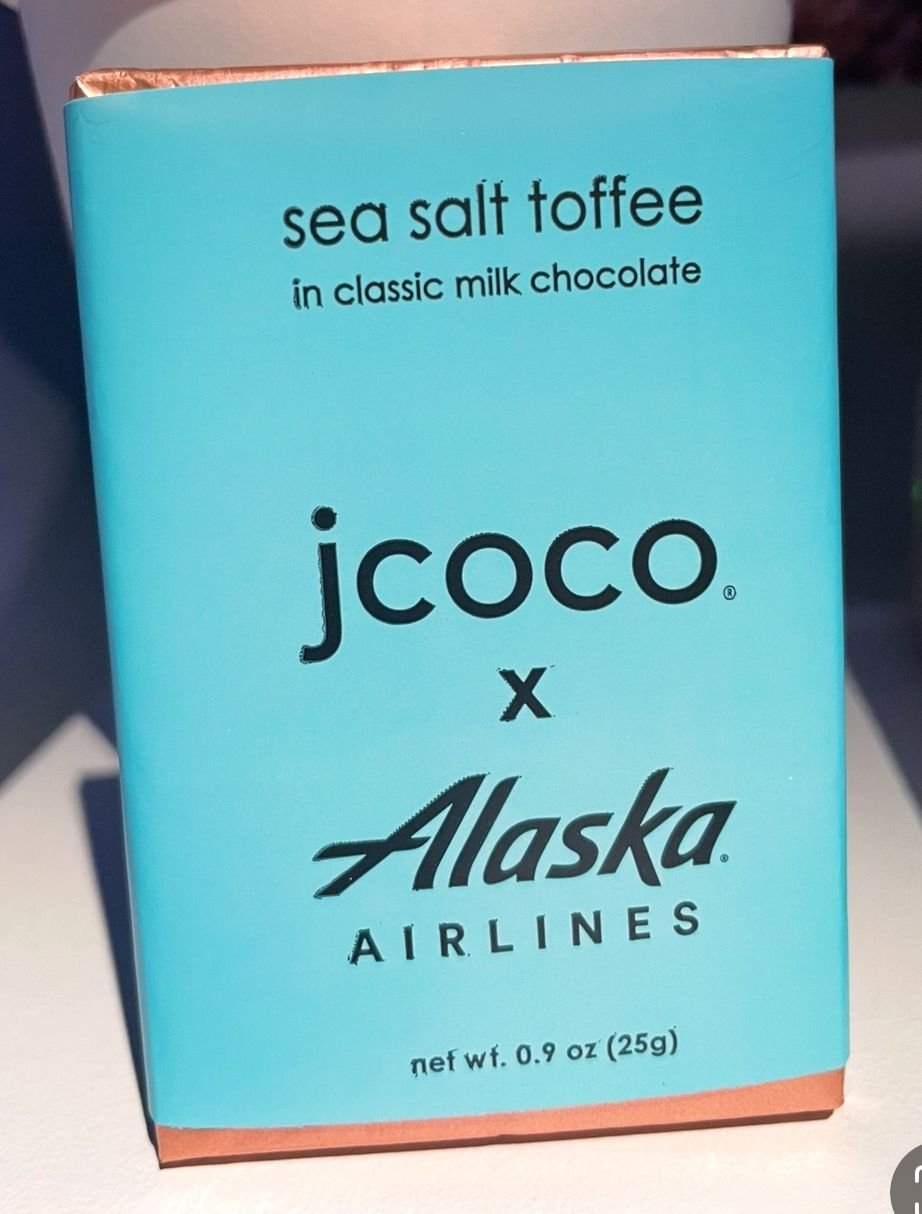 sea salt toffee
in classic milk chocolate
jcoco®
x
Alaska®
AIRLINES
net wt. 0.9 oz (25g)